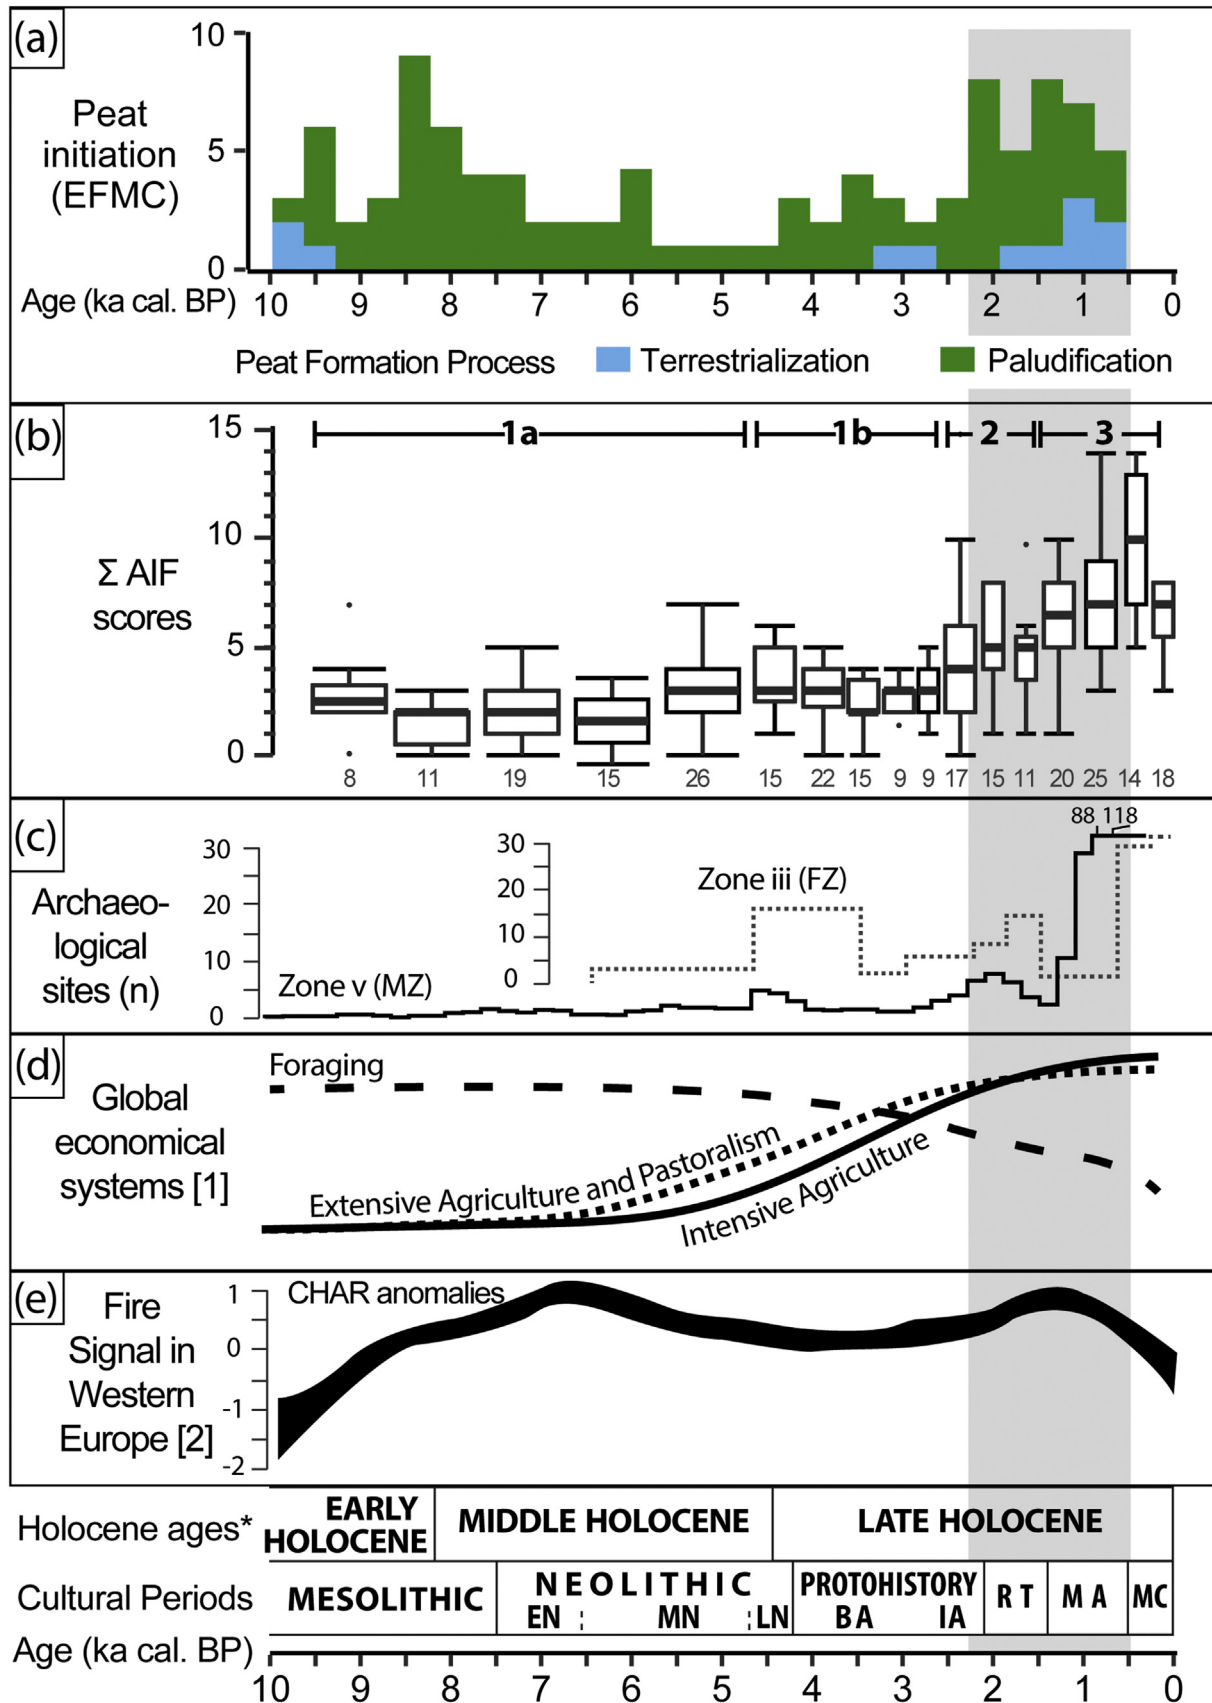 (a)
Peat
initiation
(EFMC)
10
5
0
Age (ka cal. BP)
10 9 8 7 6 5 4 3 2 1 0
Peat Formation Process Terrestrialization Paludification
(b)
Σ AIF
scores
15
10
5
0
1a 1b 2 3
8 11 19 15 26 15 22 15 9 9 17 15 11 20 25 14 18
(c)
Archaeo-
logical
sites (n)
30
20
10
0
30
20
10
0
Zone iii (FZ)
Zone v (MZ)
88 118
(d)
Global
economical
systems [1]
Foraging
Extensive Agriculture and Pastoralism
Intensive Agriculture
(e)
Fire
Signal in
Western
Europe [2]
1
0
-1
-2
CHAR anomalies
Holocene ages*
EARLY
HOLOCENE
MIDDLE HOLOCENE
LATE HOLOCENE
Cultural Periods
MESOLITHIC
NEOLITHIC
EN MN LN
PROTOHISTORY
BA IA
RT
MA
MC
Age (ka cal. BP)
10 9 8 7 6 5 4 3 2 1 0